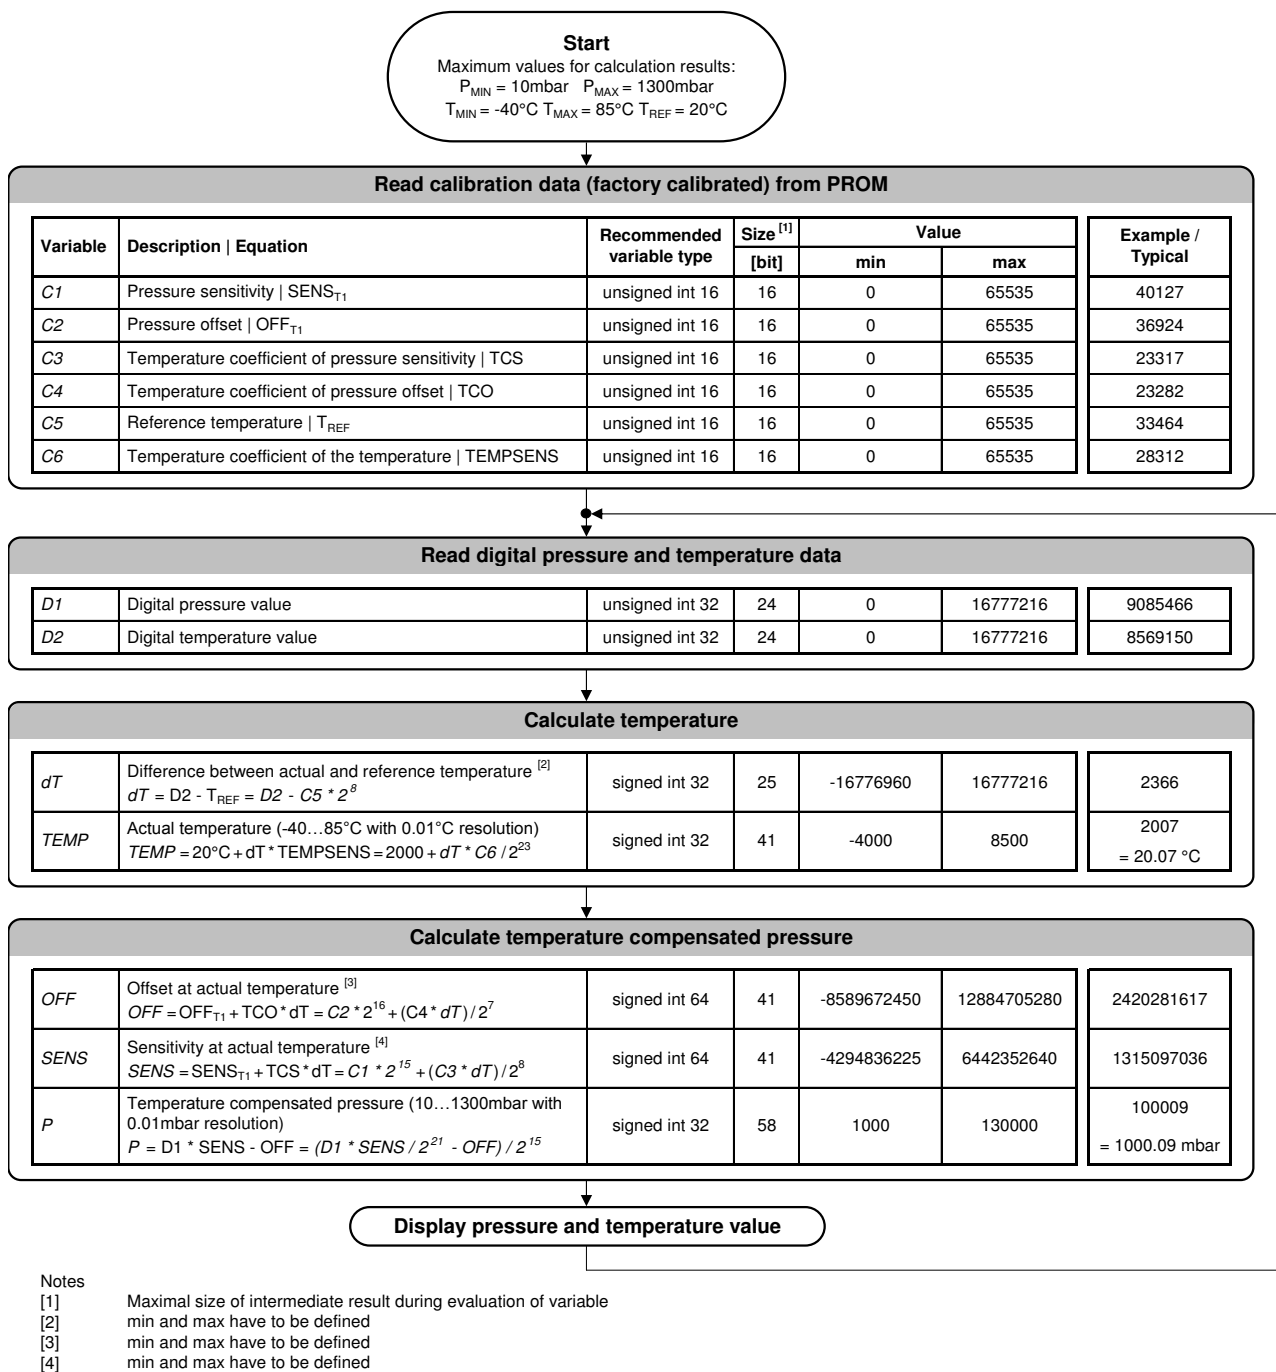 Start
Maximum values for calculation results:
P_MIN = 10mbar P_MAX = 1300mbar
T_MIN = -40°C T_MAX = 85°C T_REF = 20°C
Read calibration data (factory calibrated) from PROM
Variable Description | Equation Recommended variable type Size [1] [bit] Value min max Example / Typical
C1 Pressure sensitivity | SENS_T1 unsigned int 16 16 0 65535 40127
C2 Pressure offset | OFF_T1 unsigned int 16 16 0 65535 36924
C3 Temperature coefficient of pressure sensitivity | TCS unsigned int 16 16 0 65535 23317
C4 Temperature coefficient of pressure offset | TCO unsigned int 16 16 0 65535 23282
C5 Reference temperature | T_REF unsigned int 16 16 0 65535 33464
C6 Temperature coefficient of the temperature | TEMPSENS unsigned int 16 16 0 65535 28312
Read digital pressure and temperature data
D1 Digital pressure value unsigned int 32 24 0 16777216 9085466
D2 Digital temperature value unsigned int 32 24 0 16777216 8569150
Calculate temperature
dT Difference between actual and reference temperature [2]
dT = D2 - T_REF = D2 - C5 * 2^8 signed int 32 25 -16776960 16777216 2366
TEMP Actual temperature (-40…85°C with 0.01°C resolution)
TEMP = 20°C + dT * TEMPSENS = 2000 + dT * C6 / 2^23 signed int 32 41 -4000 8500 2007
= 20.07 °C
Calculate temperature compensated pressure
OFF Offset at actual temperature [3]
OFF = OFF_T1 + TCO * dT = C2 * 2^16 + (C4 * dT) / 2^7 signed int 64 41 -8589672450 12884705280 2420281617
SENS Sensitivity at actual temperature [4]
SENS = SENS_T1 + TCS * dT = C1 * 2^15 + (C3 * dT) / 2^8 signed int 64 41 -4294836225 6442352640 1315097036
P Temperature compensated pressure (10…1300mbar with
0.01mbar resolution) signed int 32 58 1000 130000 100009
P = D1 * SENS - OFF = (D1 * SENS / 2^21 - OFF) / 2^15 = 1000.09 mbar
Display pressure and temperature value
Notes
[1] Maximal size of intermediate result during evaluation of variable
[2] min and max have to be defined
[3] min and max have to be defined
[4] min and max have to be defined